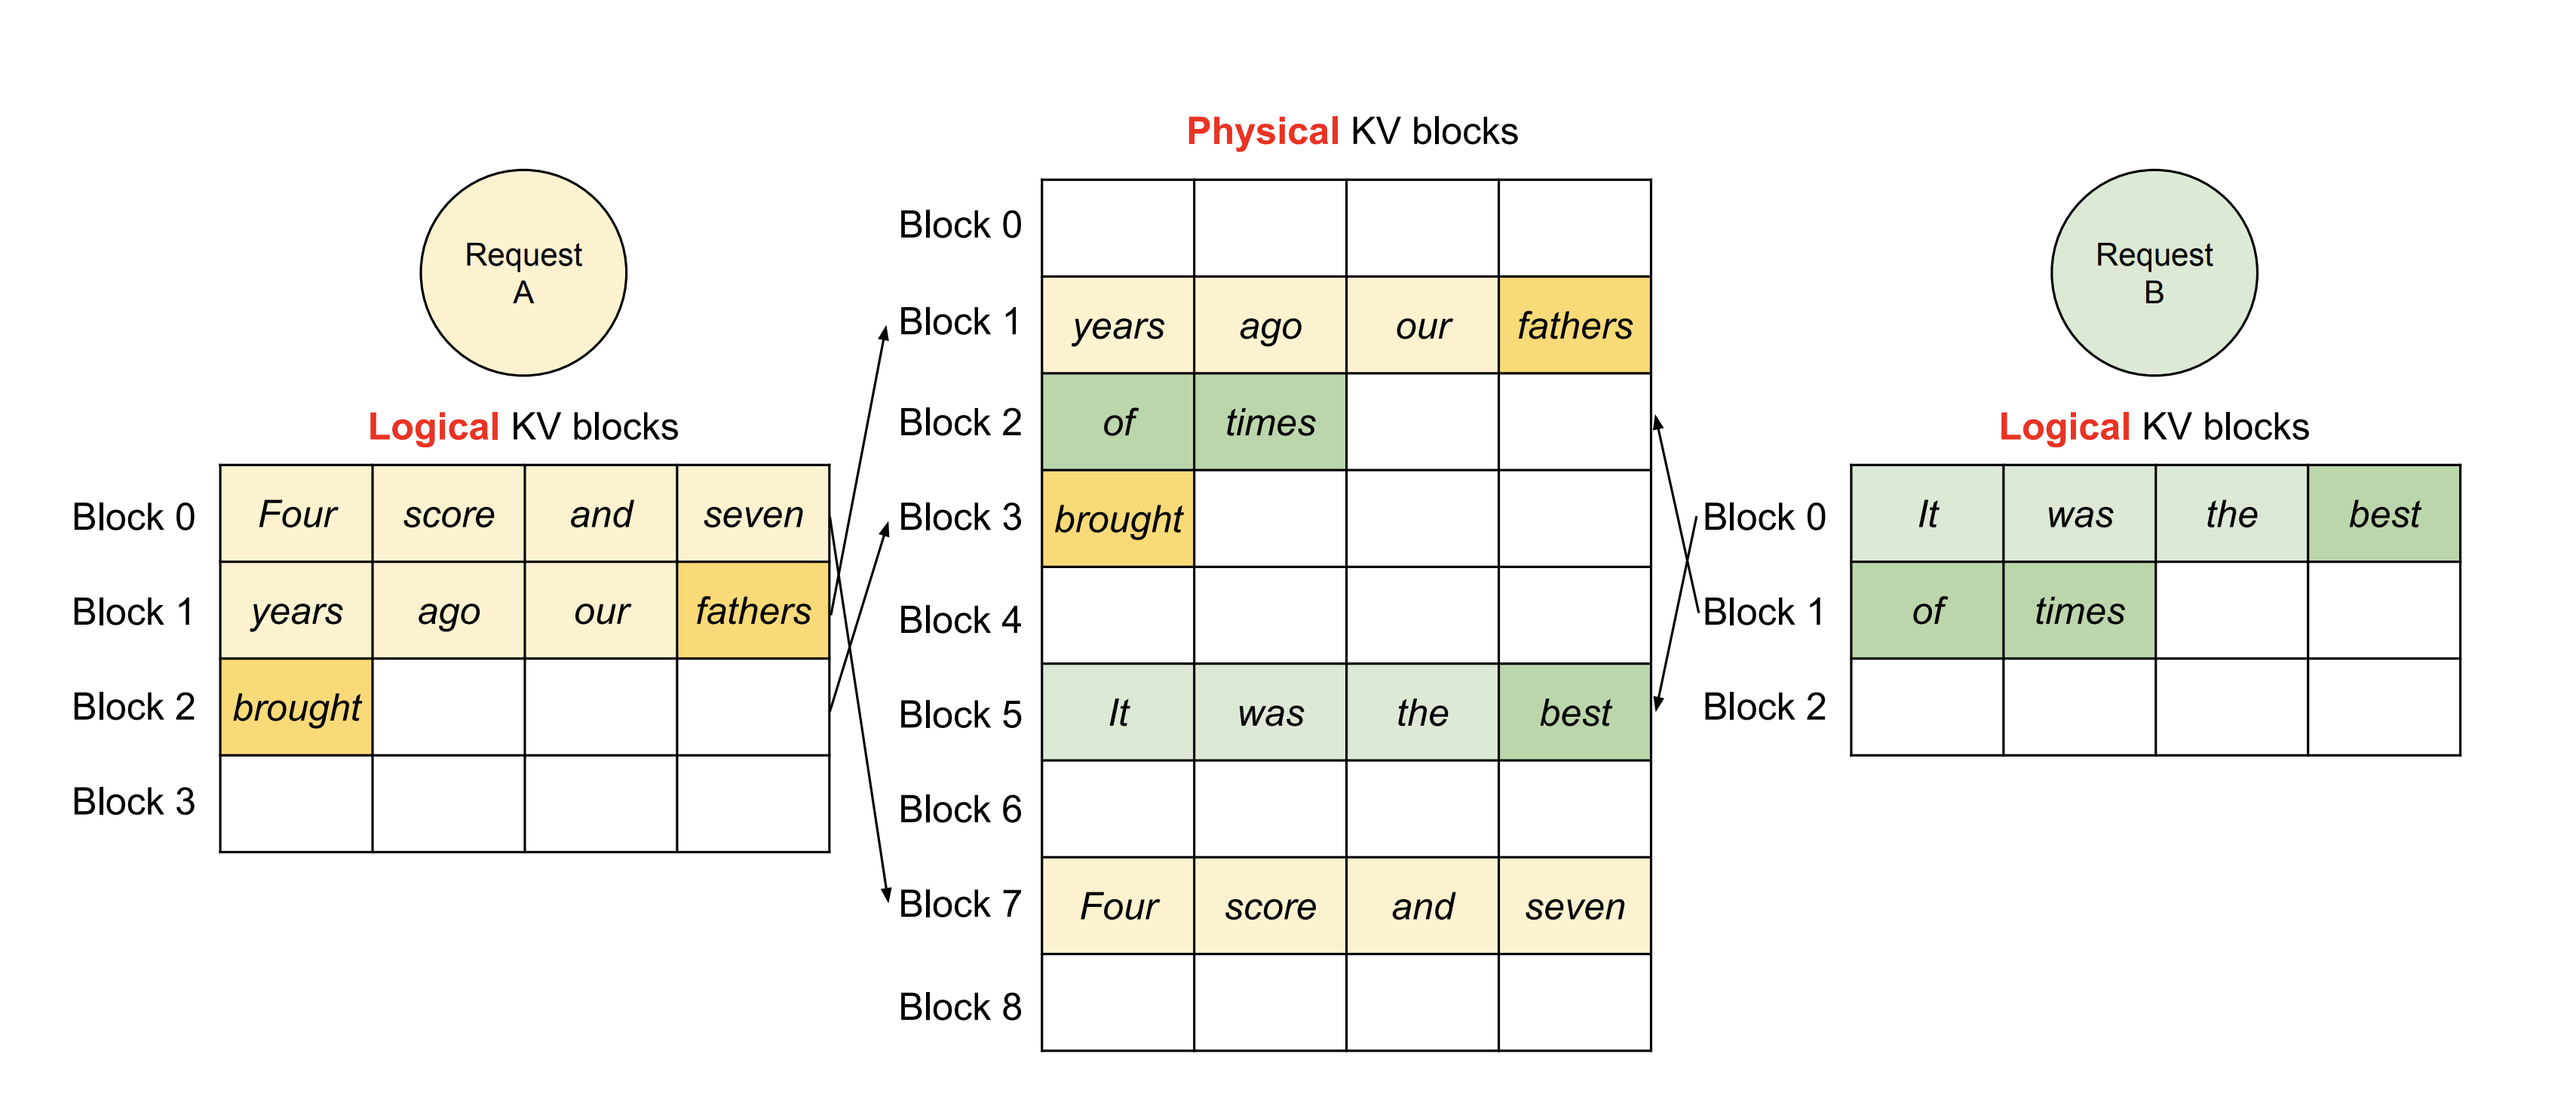 Physical KV blocks
Request
A
Request
B
Logical KV blocks
Block 0 Four score and seven
Block 1 years ago our fathers
Block 2 brought
Block 3
Block 0
Block 1 years ago our fathers
Block 2 of times
Block 3 brought
Block 4
Block 5 It was the best
Block 6
Block 7 Four score and seven
Block 8
Logical KV blocks
Block 0 It was the best
Block 1 of times
Block 2